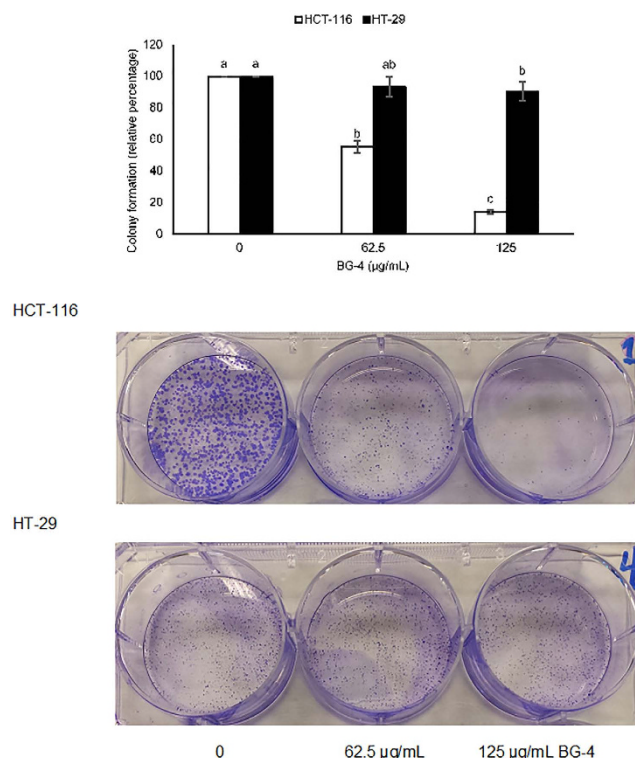 HCT-116 HT-29
Colony formation (relative percentage)
120
100
80
60
40
20
0
a a ab b
b c
0 62.5 125
BG-4 (µg/mL)
HCT-116
1
HT-29
4
0 62.5 µg/mL 125 µg/mL BG-4